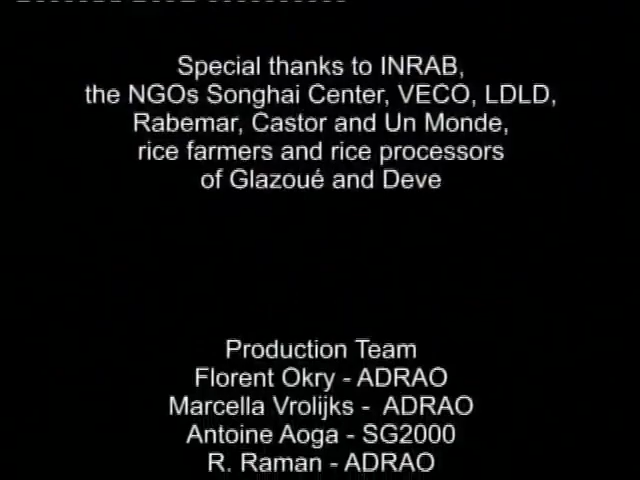 Special thanks to INRAB,
the NGOs Songhai Center, VECO, LDLD,
Rabemar, Castor and Un Monde,
rice farmers and rice processors
of Glazoué and Deve
Production Team
Florent Okry - ADRAO
Marcella Vrolijks - ADRAO
Antoine Aoga - SG2000
R. Raman - ADRAO